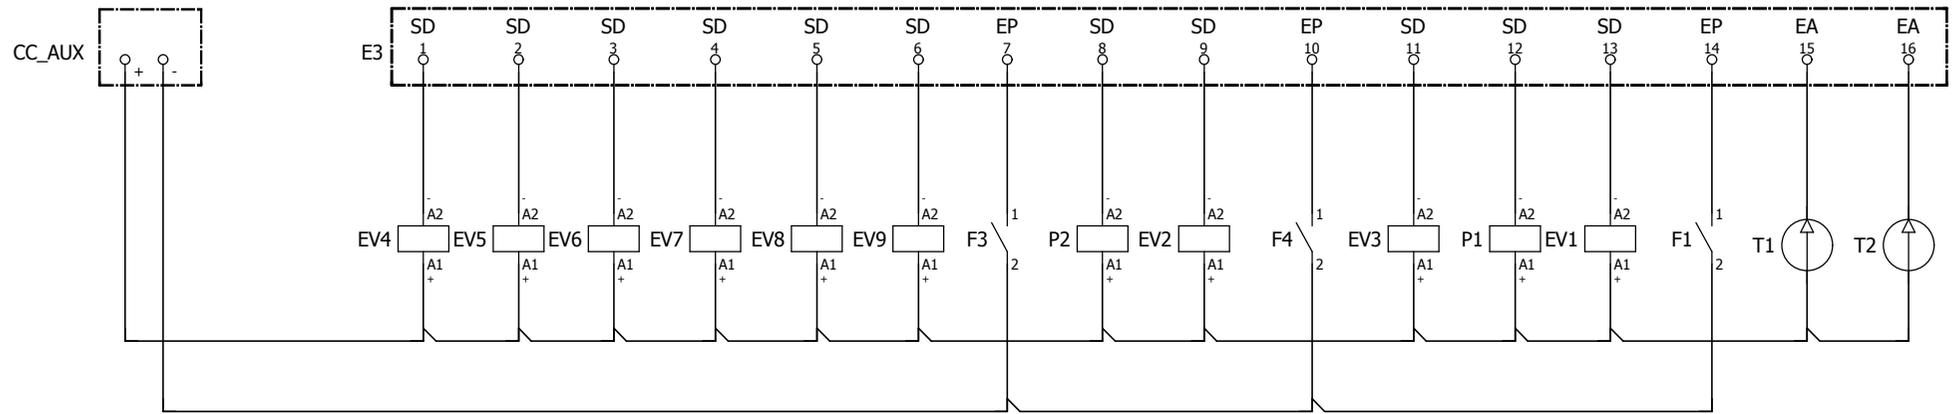 SD SD SD SD SD SD EP SD SD EP SD SD SD EP EA EA
CC_AUX E3 1 2 3 4 5 6 7 8 9 10 11 12 13 14 15 16
+ -
- - - - - - - - - - -
A2 A2 A2 A2 A2 A2 1 A2 A2 1 A2 A2 A2 1
EV4 EV5 EV6 EV7 EV8 EV9 F3 P2 EV2 F4 EV3 P1 EV1 F1 T1 T2
A1 A1 A1 A1 A1 A1 2 A1 A1 2 A1 A1 A1 2
+ + + + + + + + + + +